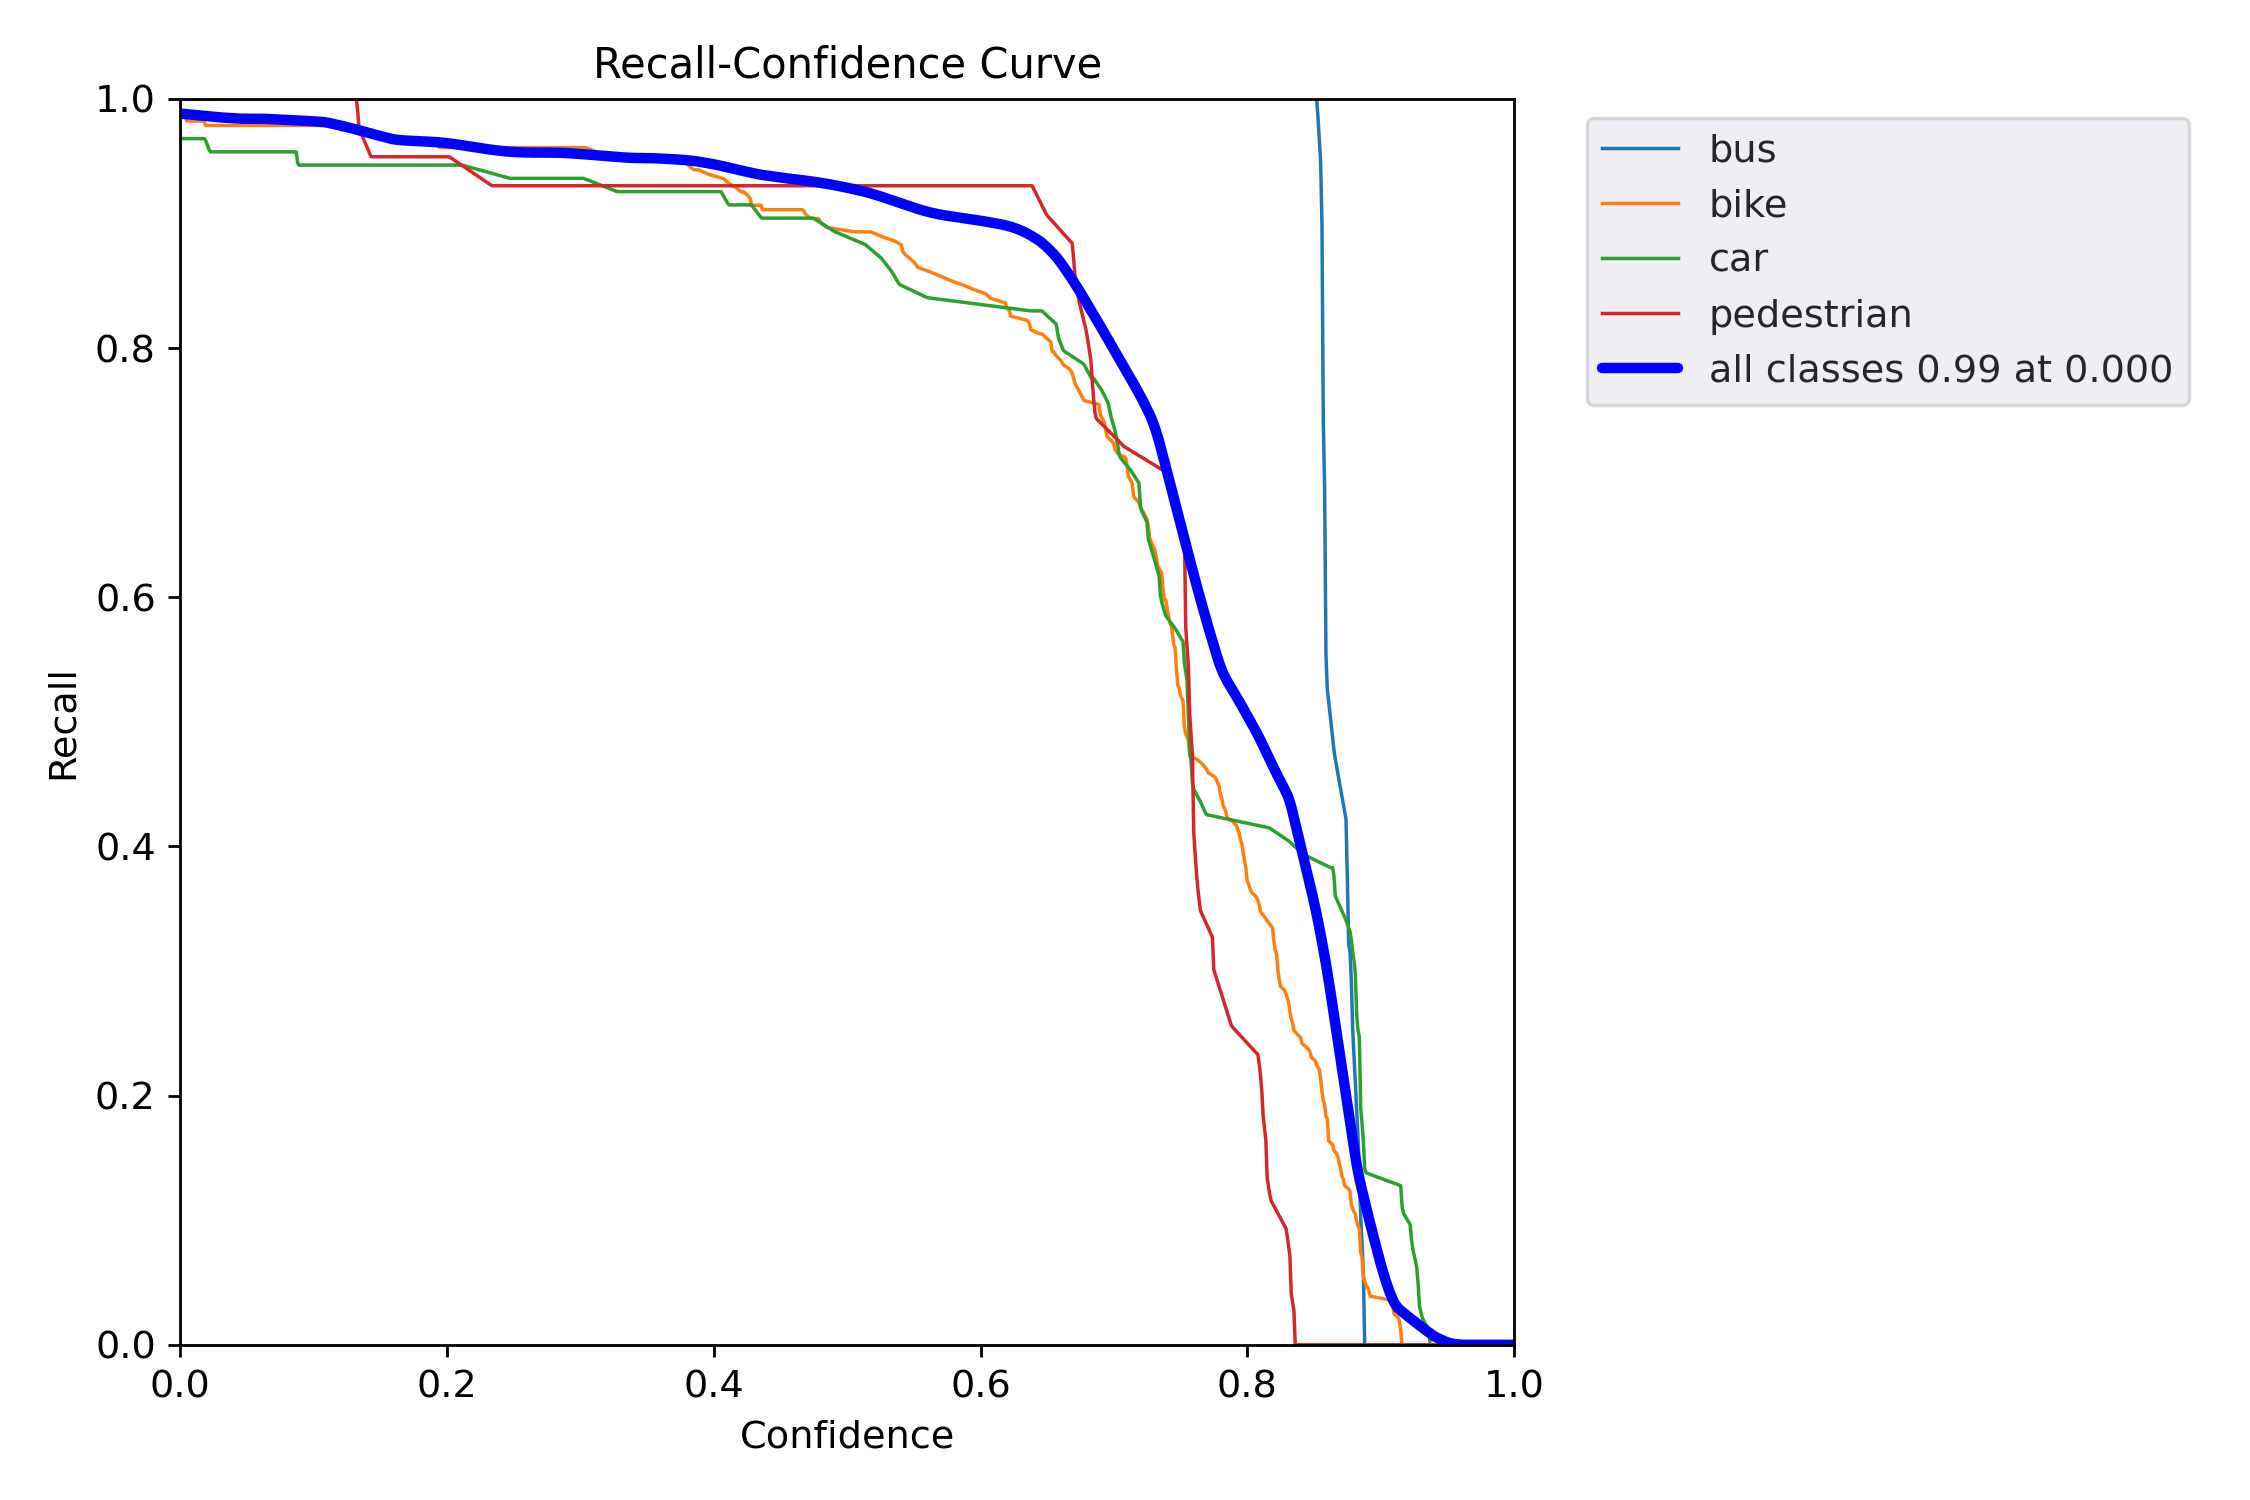 Recall-Confidence Curve
1.0
0.8
0.6
0.4
0.2
0.0
Recall
0.0 0.2 0.4 0.6 0.8 1.0
Confidence
bus
bike
car
pedestrian
all classes 0.99 at 0.000